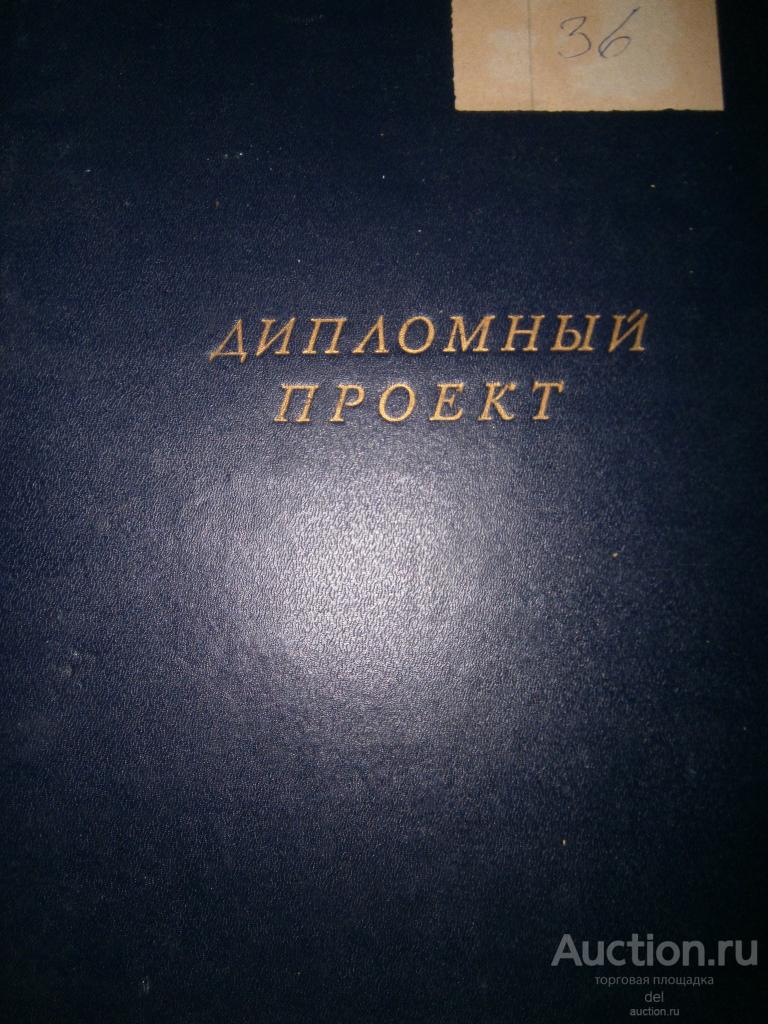 36
ДИПЛОМНЫЙ
ПРОЕКТ
Auction.ru
торговая площадка
del
auction.ru